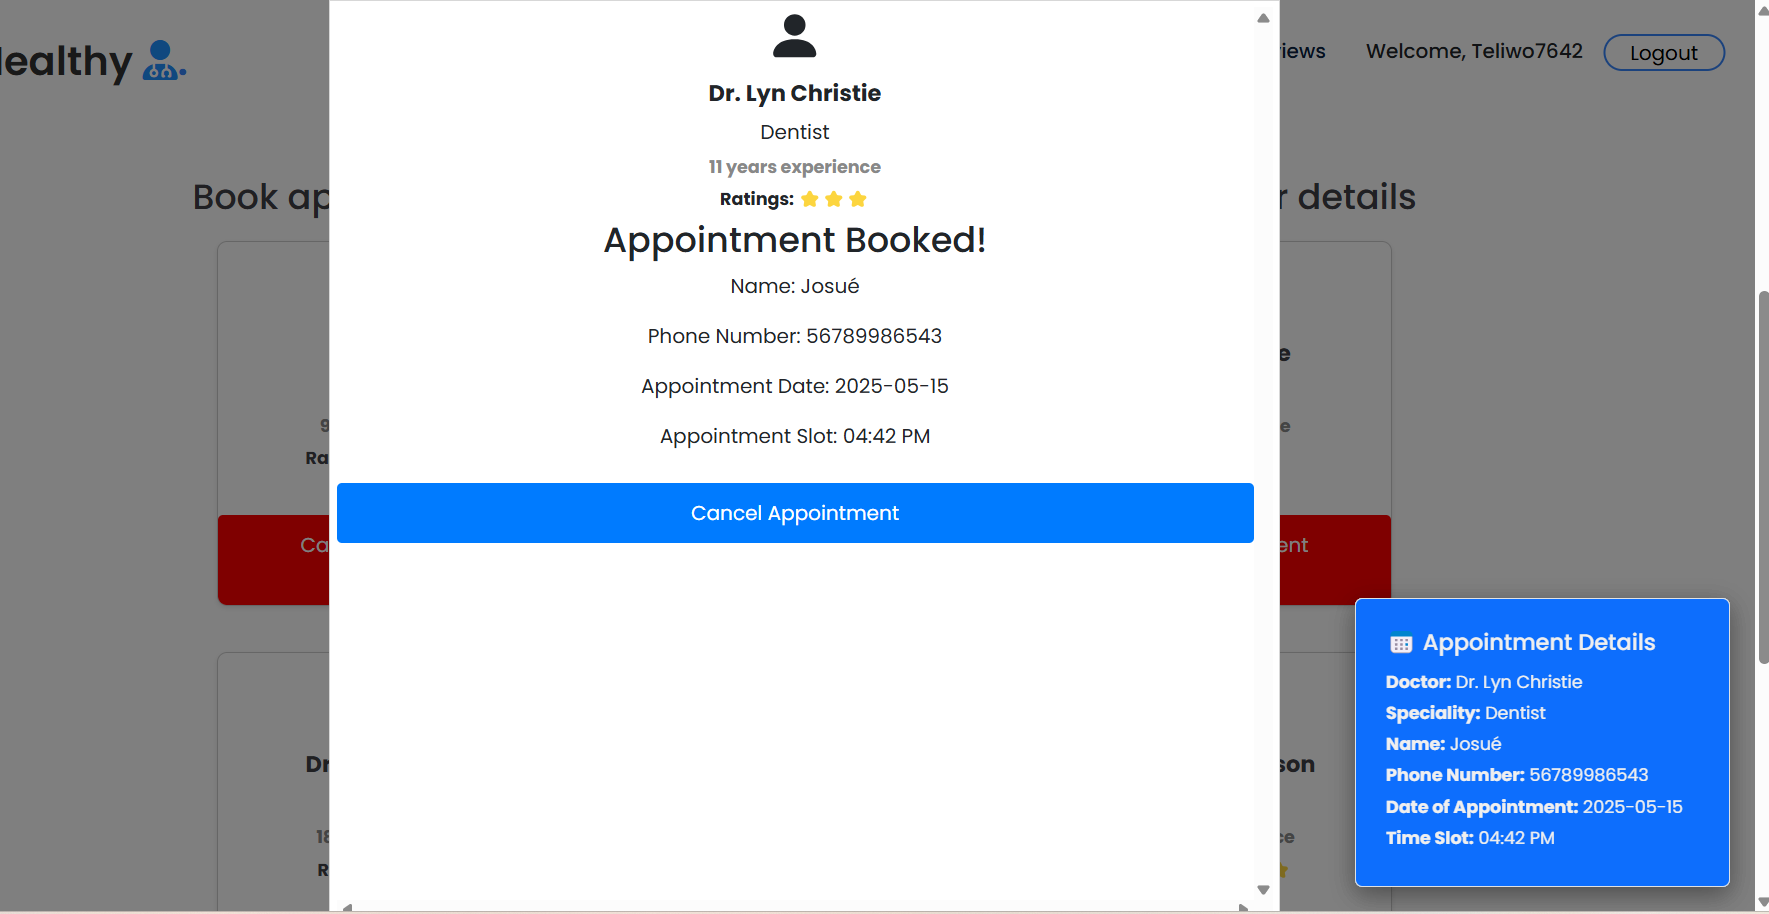 ealthy
iews
Welcome, Teliwo7642
Logout
Dr. Lyn Christie
Dentist
11 years experience
Ratings:
Appointment Booked!
Name: Josué
Phone Number: 56789986543
Appointment Date: 2025-05-15
Appointment Slot: 04:42 PM
Cancel Appointment
Book ap
r details
e
9
e
Ra
Ca
ent
Dr
son
18
ce
R
Appointment Details
Doctor: Dr. Lyn Christie
Speciality: Dentist
Name: Josué
Phone Number: 56789986543
Date of Appointment: 2025-05-15
Time Slot: 04:42 PM